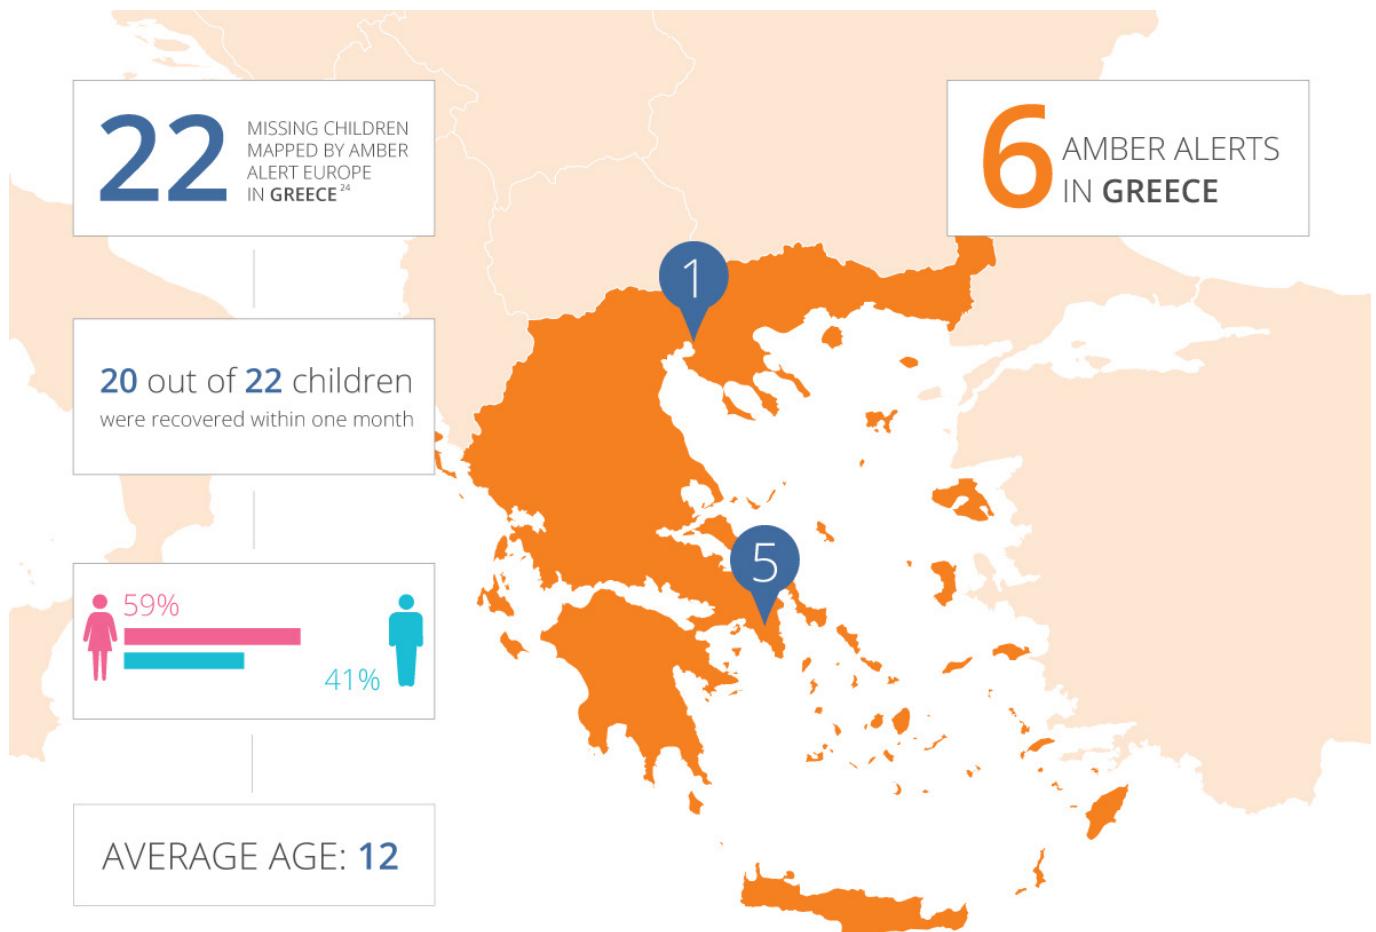 22
MISSING CHILDREN
MAPPED BY AMBER
ALERT EUROPE
IN GREECE 24
6
AMBER ALERTS
IN GREECE
1
20 out of 22 children
were recovered within one month
5
59%
41%
AVERAGE AGE: 12